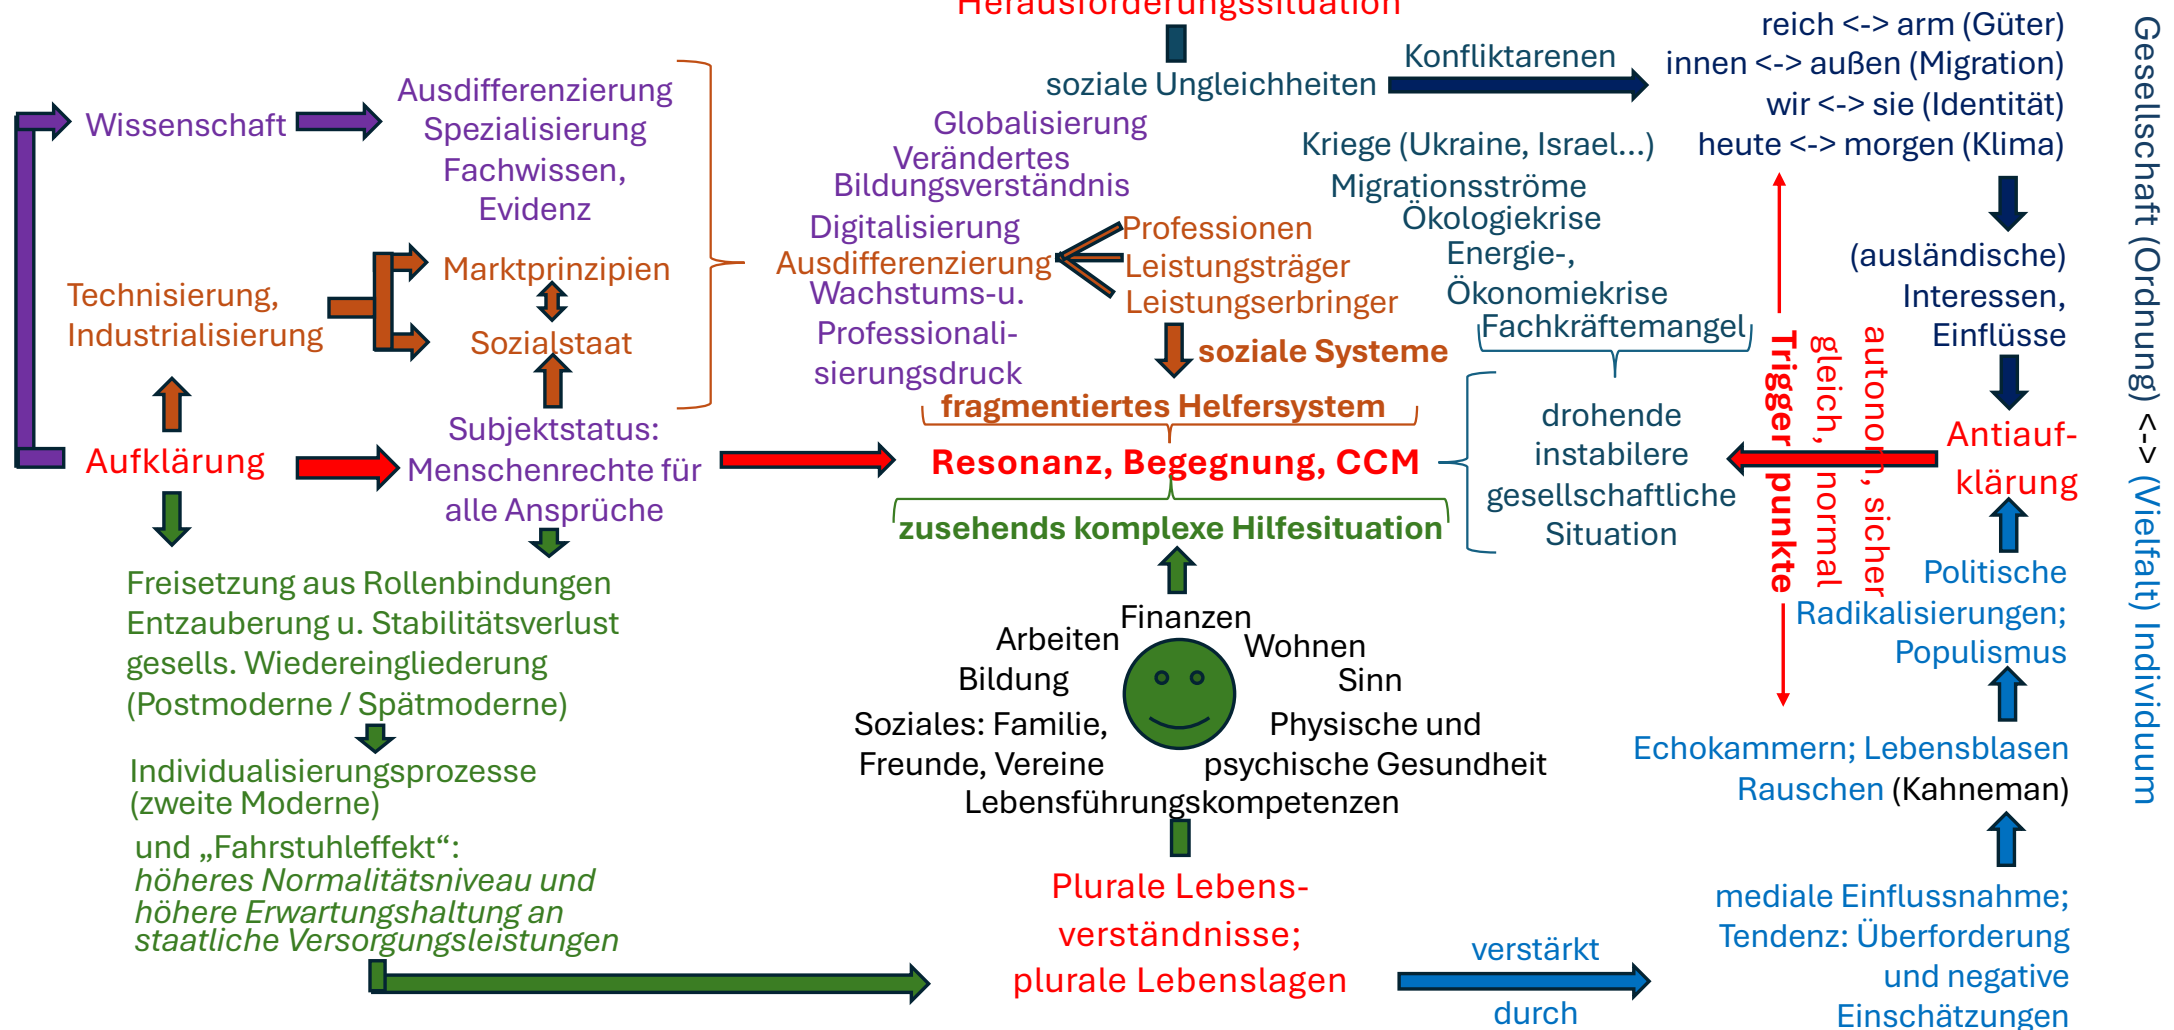 Herausforderungssituation
soziale Ungleichheiten
Konfliktarenen
reich <-> arm (Güter)
innen <-> außen (Migration)
wir <-> sie (Identität)
heute <-> morgen (Klima)
Gesellschaft (Ordnung) <-> (Vielfalt) Individuum
Wissenschaft
Ausdifferenzierung
Spezialisierung
Fachwissen,
Evidenz
Technisierung,
Industrialisierung
Marktprinzipien
Sozialstaat
Aufklärung
Subjektstatus:
Menschenrechte für
alle Ansprüche
Globalisierung
Verändertes
Bildungsverständnis
Digitalisierung
Ausdifferenzierung
Wachstums-u.
Professionali-
sierungsdruck
Professionen
Leistungsträger
Leistungserbringer
soziale Systeme
fragmentiertes Helfersystem
Resonanz, Begegnung, CCM
zusehends komplexe Hilfesituation
Kriege (Ukraine, Israel...)
Migrationsströme
Ökologiekrise
Energie-,
Ökonomiekrise
Fachkräftemangel
drohende
instabilere
gesellschaftliche
Situation
Triggerpunkte
gleich, normal
autonom, sicher
(ausländische)
Interessen,
Einflüsse
Antiauf-
klärung
Politische
Radikalisierungen;
Populismus
Echokammern; Lebensblasen
Rauschen (Kahneman)
mediale Einflussnahme;
Tendenz: Überforderung
und negative
Einschätzungen
Freisetzung aus Rollenbindungen
Entzauberung u. Stabilitätsverlust
gesells. Wiedereingliederung
(Postmoderne / Spätmoderne)
Individualisierungsprozesse
(zweite Moderne)
und „Fahrstuhleffekt“:
höheres Normalitätsniveau und
höhere Erwartungshaltung an
staatliche Versorgungsleistungen
Finanzen
Arbeiten
Wohnen
Bildung
Sinn
Soziales: Familie,
Freunde, Vereine
Physische und
psychische Gesundheit
Lebensführungskompetenzen
Plurale Lebens-
verständnisse;
plurale Lebenslagen
verstärkt
durch